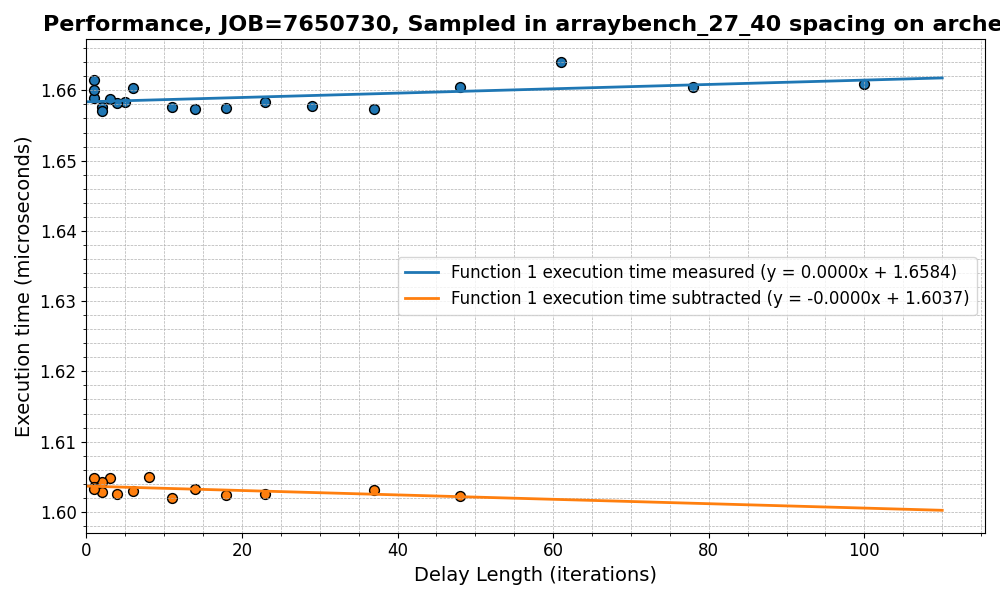 Performance, JOB=7650730, Sampled in arraybench_27_40 spacing on arche
Execution time (microseconds)
1.66
1.65
1.64
1.63
1.62
1.61
1.60
Function 1 execution time measured (y = 0.0000x + 1.6584)
Function 1 execution time subtracted (y = -0.0000x + 1.6037)
0 20 40 60 80 100
Delay Length (iterations)